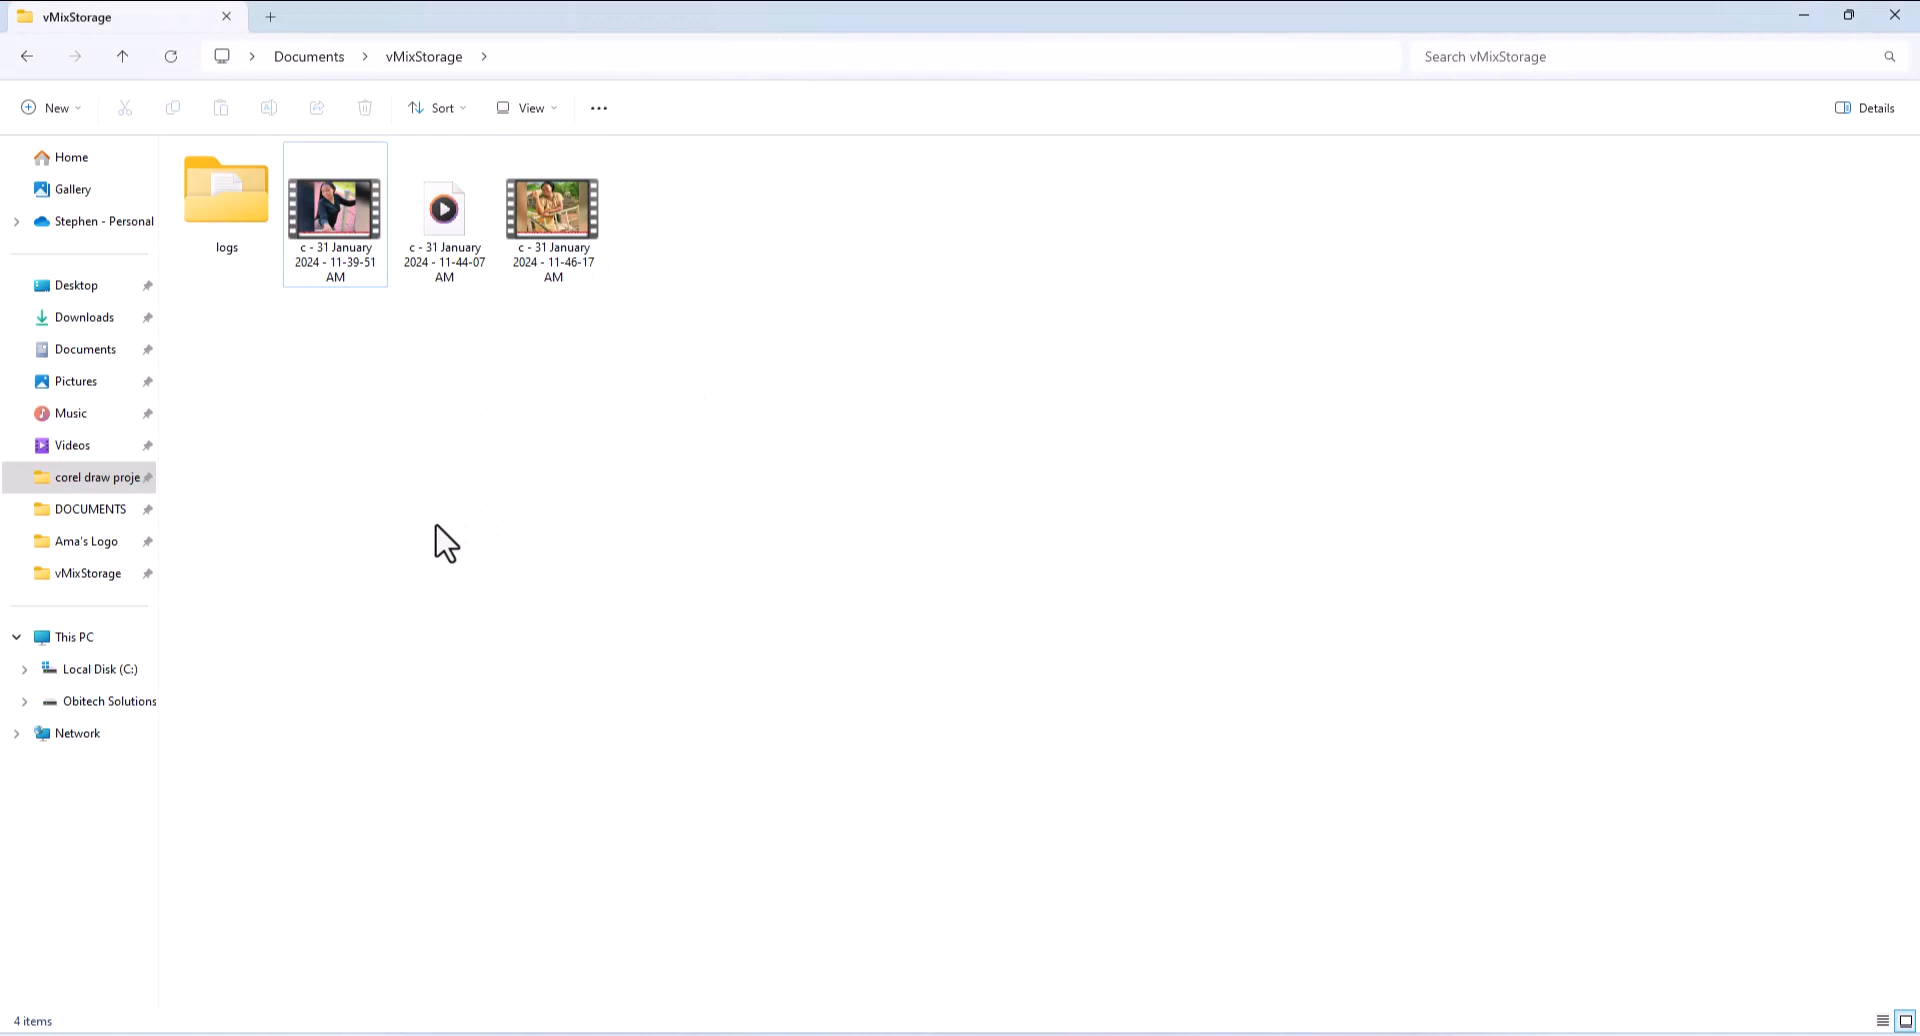 vMixStorage
Documents
vMixStorage
Search vMixStorage
New
Sort
View
Details
Home
Gallery
Stephen - Personal
Desktop
Downloads
Documents
Pictures
Music
Videos
corel draw proje
DOCUMENTS
Ama's Logo
vMixStorage
This PC
Local Disk (C:)
Obitech Solutions
Network
logs
c - 31 January
2024 - 11-39-51
AM
c - 31 January
2024 - 11-44-07
AM
c - 31 January
2024 - 11-46-17
AM
4 items